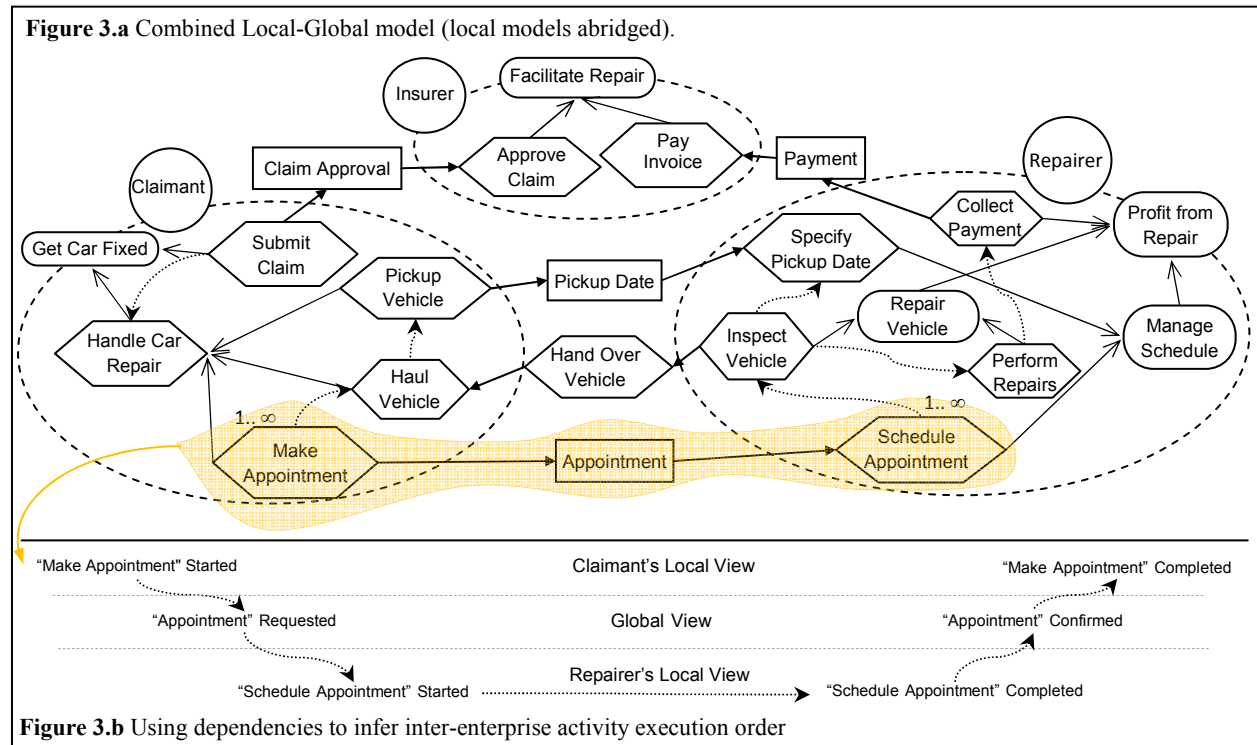 Figure 3.a Combined Local-Global model (local models abridged).
Facilitate Repair
Insurer
Approve
Claim
Pay
Invoice
Claim Approval
Payment
Repairer
Claimant
Collect
Payment
Profit from
Repair
Get Car Fixed
Submit
Claim
Specify
Pickup Date
Pickup
Vehicle
Pickup Date
Repair
Vehicle
Handle Car
Repair
Inspect
Vehicle
Manage
Schedule
Haul
Vehicle
Hand Over
Vehicle
Perform
Repairs
1.. ∞
1.. ∞
Make
Appointment
Appointment
Schedule
Appointment
“Make Appointment" Started
Claimant’s Local View
“Make Appointment” Completed
“Appointment” Requested
Global View
“Appointment” Confirmed
Repairer’s Local View
“Schedule Appointment” Started
“Schedule Appointment” Completed
Figure 3.b Using dependencies to infer inter-enterprise activity execution order